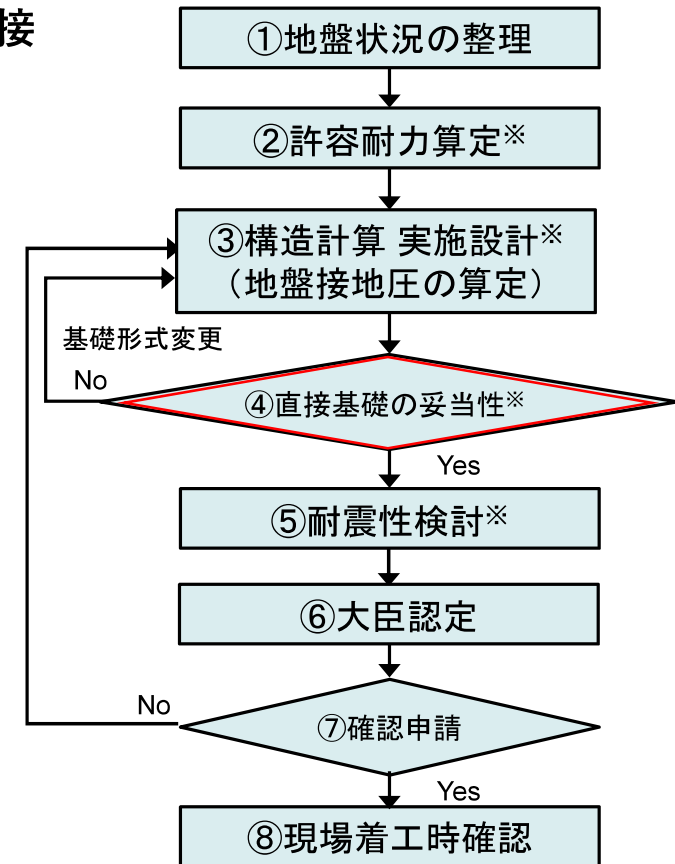 接
①地盤状況の整理
②許容耐力算定※
③構造計算 実施設計※
（地盤接地圧の算定）
基礎形式変更
No
④直接基礎の妥当性※
Yes
⑤耐震性検討※
⑥大臣認定
No
⑦確認申請
Yes
⑧現場着工時確認